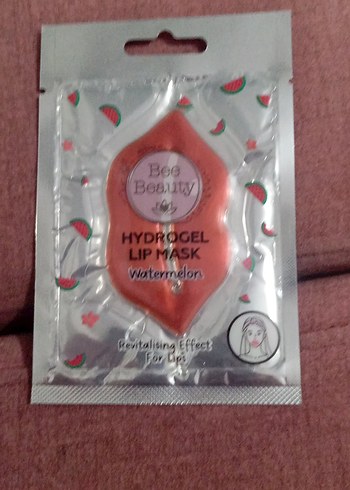 Bee
Beauty
HYDROGEL
LIP MASK
Watermelon
Revitalising Effect
For Lips